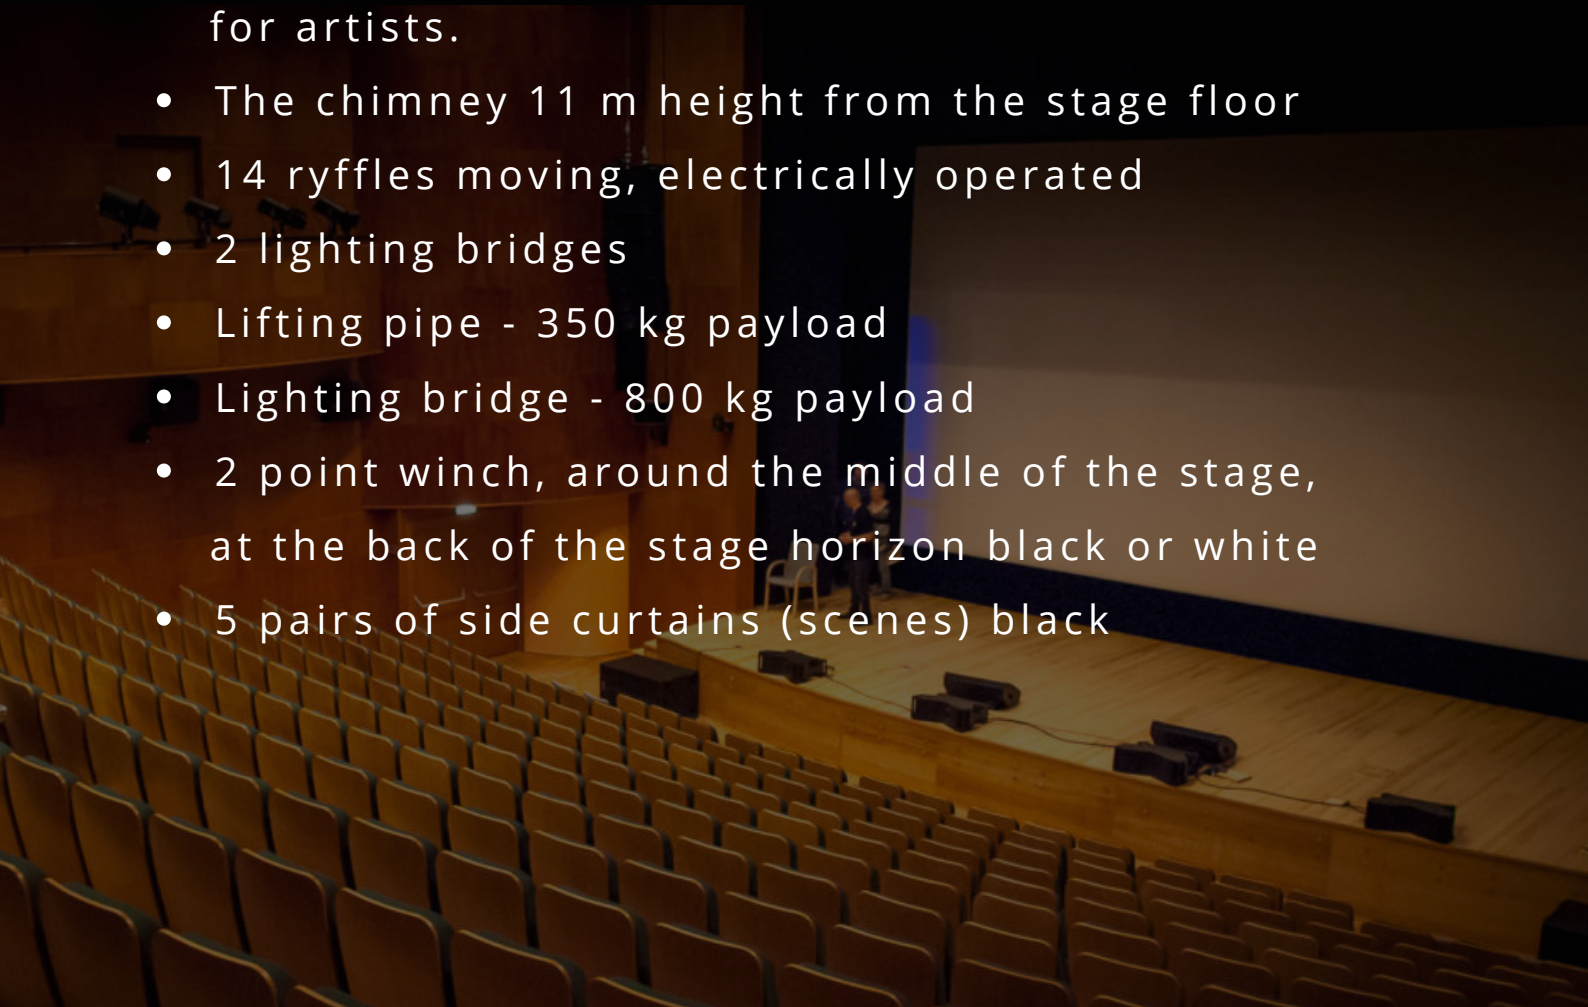 for artists.
• The chimney 11 m height from the stage floor
• 14 ryffles moving, electrically operated
• 2 lighting bridges
• Lifting pipe - 350 kg payload
• Lighting bridge - 800 kg payload
• 2 point winch, around the middle of the stage,
at the back of the stage horizon black or white
• 5 pairs of side curtains (scenes) black